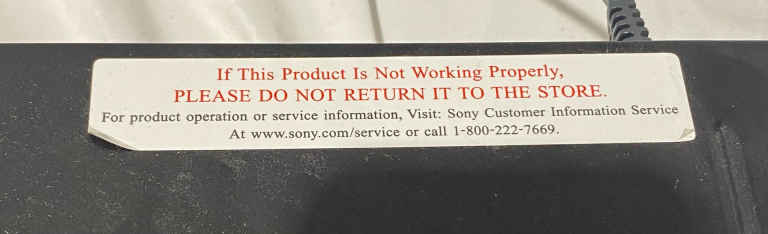 If This Product Is Not Working Properly,
PLEASE DO NOT RETURN IT TO THE STORE.
For product operation or service information, Visit: Sony Customer Information Service
At www.sony.com/service or call 1-800-222-7669.